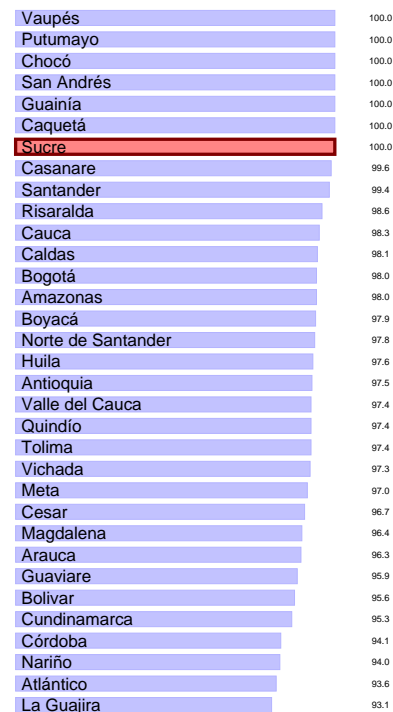 Vaupés 100.0
Putumayo 100.0
Chocó 100.0
San Andrés 100.0
Guainía 100.0
Caquetá 100.0
Sucre 100.0
Casanare 99.6
Santander 99.4
Risaralda 98.6
Cauca 98.3
Caldas 98.1
Bogotá 98.0
Amazonas 98.0
Boyacá 97.9
Norte de Santander 97.8
Huila 97.6
Antioquia 97.5
Valle del Cauca 97.4
Quindío 97.4
Tolima 97.4
Vichada 97.3
Meta 97.0
Cesar 96.7
Magdalena 96.4
Arauca 96.3
Guaviare 95.9
Bolivar 95.6
Cundinamarca 95.3
Córdoba 94.1
Nariño 94.0
Atlántico 93.6
La Guajira 93.1